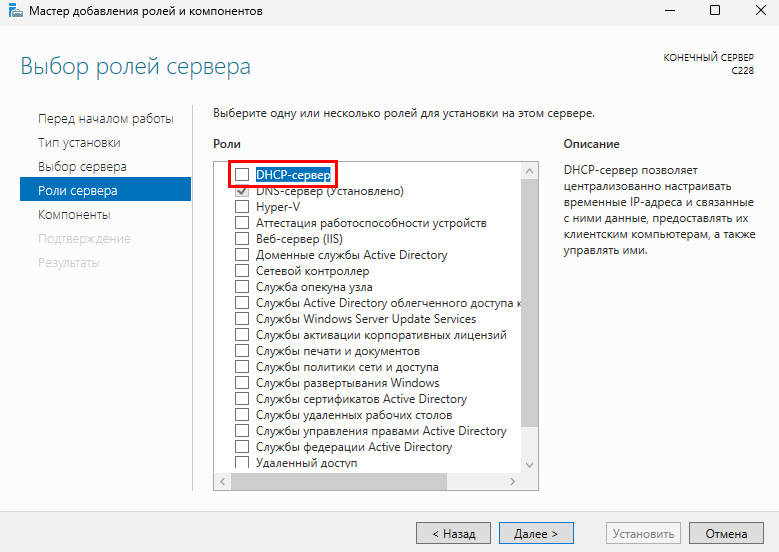 Мастер добавления ролей и компонентов
Выбор ролей сервера
КОНЕЧНЫЙ СЕРВЕР
C228
Перед началом работы
Тип установки
Выбор сервера
Роли сервера
Компоненты
Подтверждение
Результаты
Выберите одну или несколько ролей для установки на этом сервере.
Роли
DHCP-сервер
DNS-сервер (Установлено)
Hyper-V
Аттестация работоспособности устройств
Веб-сервер (IIS)
Доменные службы Active Directory
Сетевой контроллер
Служба опекуна узла
Службы Active Directory облегченного доступа к
Службы Windows Server Update Services
Службы активации корпоративных лицензий
Службы печати и документов
Службы политики сети и доступа
Службы развертывания Windows
Службы сертификатов Active Directory
Службы удаленных рабочих столов
Службы управления правами Active Directory
Службы федерации Active Directory
Удаленный доступ
Описание
DHCP-сервер позволяет
централизованно настраивать
временные IP-адреса и связанные
с ними данные, предоставлять их
клиентским компьютерам, а также
управлять ими.
< Назад
Далее >
Установить
Отмена